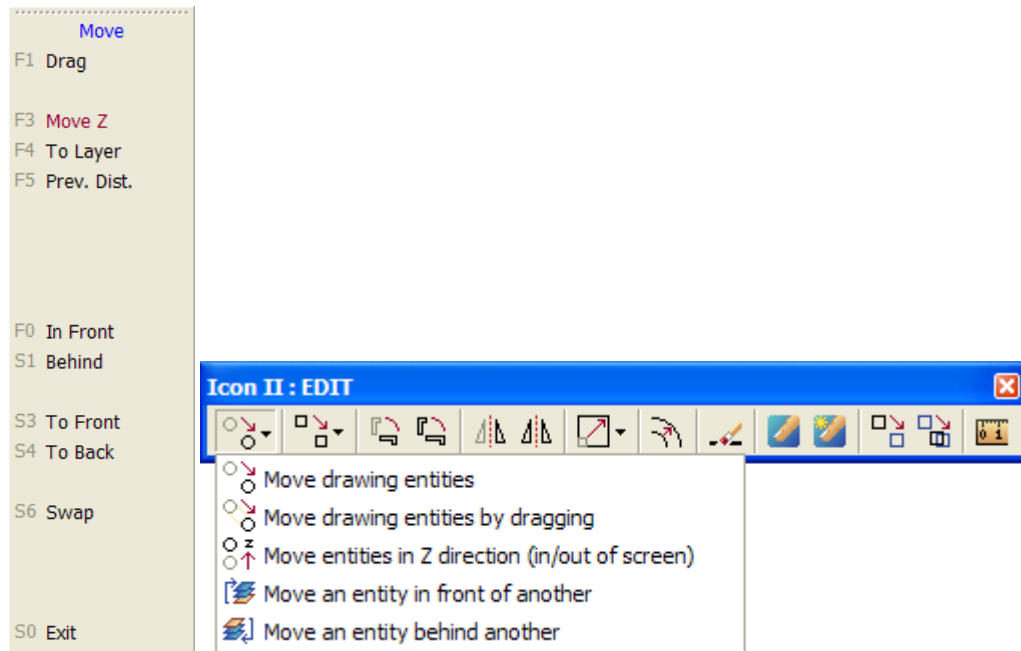 Move
F1 Drag
F3 Move Z
F4 To Layer
F5 Prev. Dist.
F0 In Front
S1 Behind
S3 To Front
S4 To Back
S6 Swap
S0 Exit
Icon II : EDIT
0 1
Move drawing entities
Move drawing entities by dragging
Z
Move entities in Z direction (in/out of screen)
Move an entity in front of another
Move an entity behind another